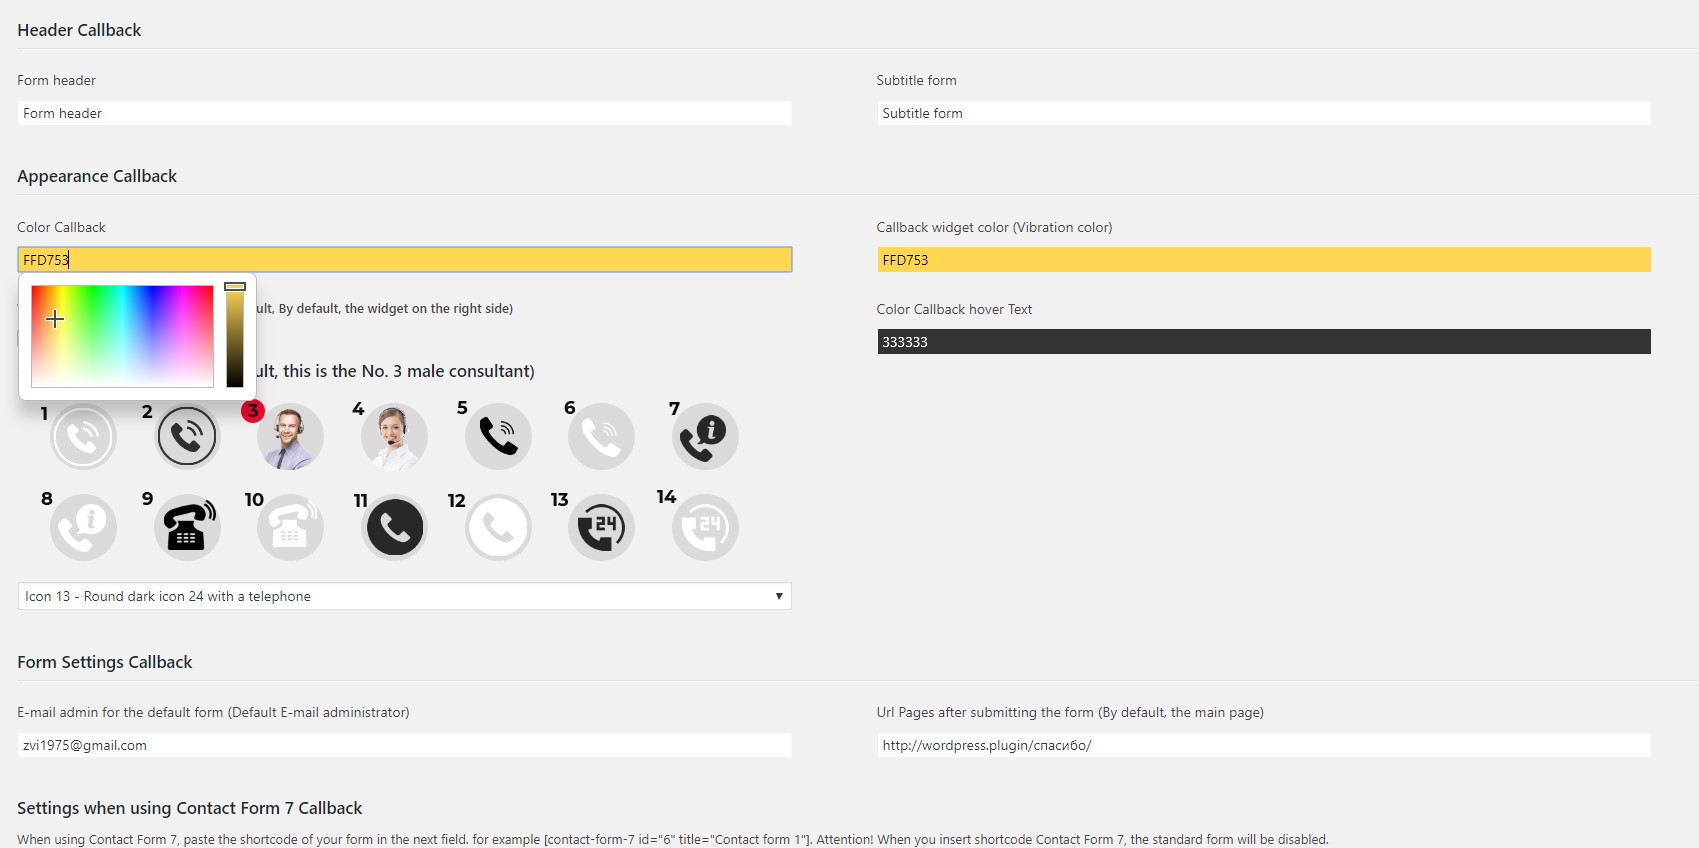 Header Callback
Form header
Subtitle form
Form header
Subtitle form
Appearance Callback
Color Callback
Callback widget color (Vibration color)
FFD753
FFD753
ult, By default, the widget on the right side)
Color Callback hover Text
333333
ult, this is the No. 3 male consultant)
1 2 3 4 5 6 7
i
8 9 10 11 12 13 14
i 24 24
Icon 13 - Round dark icon 24 with a telephone
Form Settings Callback
E-mail admin for the default form (Default E-mail administrator)
Url Pages after submitting the form (By default, the main page)
zvi1975@gmail.com
http://wordpress.plugin/спасибо/
Settings when using Contact Form 7 Callback
When using Contact Form 7, paste the shortcode of your form in the next field. for example [contact-form-7 id="6" title="Contact form 1"]. Attention! When you insert shortcode Contact Form 7, the standard form will be disabled.